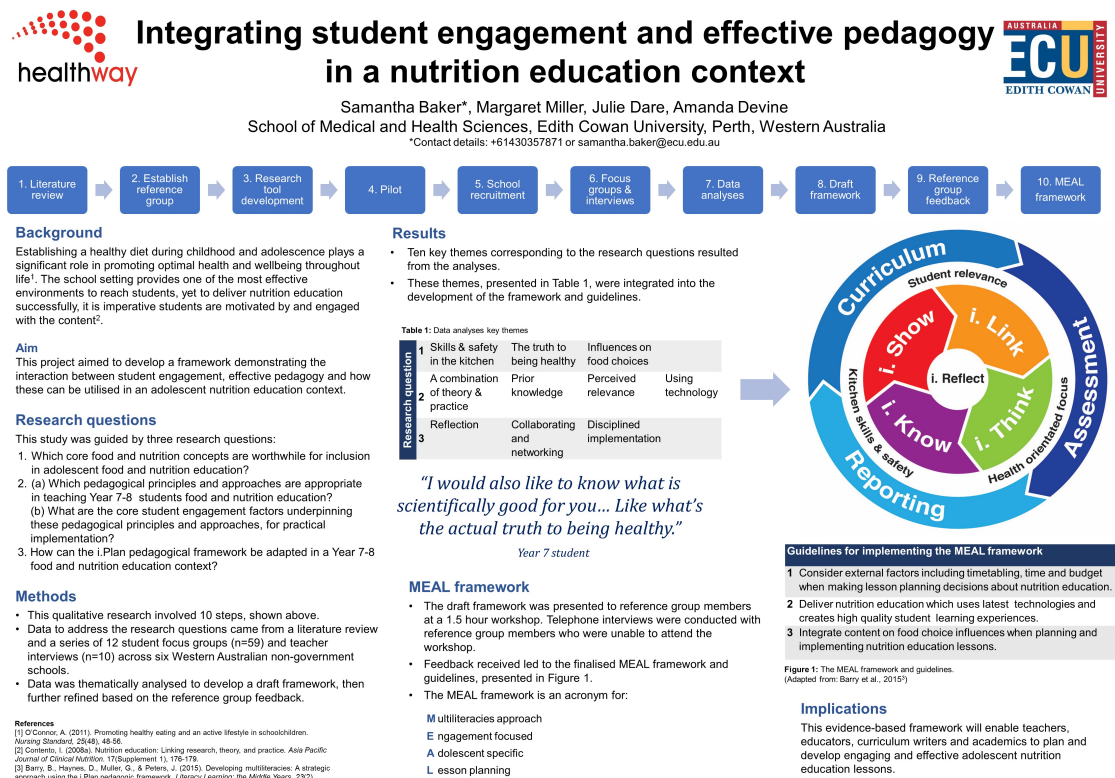 healthway
Integrating student engagement and effective pedagogy
in a nutrition education context
AUSTRALIA
ECU
EDITH COWAN
UNIVERSITY
Samantha Baker*, Margaret Miller, Julie Dare, Amanda Devine
School of Medical and Health Sciences, Edith Cowan University, Perth, Western Australia
*Contact details: +61430357871 or samantha.baker@ecu.edu.au
1. Literature
review
2. Establish
reference
group
3. Research
tool
development
4. Pilot
5. School
recruitment
6. Focus
groups &
interviews
7. Data
analyses
8. Draft
framework
9. Reference
group
feedback
10. MEAL
framework
Background
Establishing a healthy diet during childhood and adolescence plays a
significant role in promoting optimal health and wellbeing throughout
life1. The school setting provides one of the most effective
environments to reach students, yet to deliver nutrition education
successfully, it is imperative students are motivated by and engaged
with the content2.
Aim
This project aimed to develop a framework demonstrating the
interaction between student engagement, effective pedagogy and how
these can be utilised in an adolescent nutrition education context.
Research questions
This study was guided by three research questions:
1. Which core food and nutrition concepts are worthwhile for inclusion
in adolescent food and nutrition education?
2. (a) Which pedagogical principles and approaches are appropriate
in teaching Year 7-8 students food and nutrition education?
(b) What are the core student engagement factors underpinning
these pedagogical principles and approaches, for practical
implementation?
3. How can the i.Plan pedagogical framework be adapted in a Year 7-8
food and nutrition education context?
Methods
• This qualitative research involved 10 steps, shown above.
• Data to address the research questions came from a literature review
and a series of 12 student focus groups (n=59) and teacher
interviews (n=10) across six Western Australian non-government
schools.
• Data was thematically analysed to develop a draft framework, then
further refined based on the reference group feedback.
References
[1] O'Connor, A. (2011). Promoting healthy eating and an active lifestyle in schoolchildren.
Nursing Standard, 25(48), 48-56.
[2] Contento, I. (2008a). Nutrition education: Linking research, theory, and practice. Asia Pacific
Journal of Clinical Nutrition. 17(Supplement 1), 176-179.
[3] Barry, B., Haynes, D., Muller, G., & Peters, J. (2015). Developing multiliteracies: A strategic
approach using the i.Plan pedagogic framework. Literacy Learning: the Middle Years, 23(2),
Results
• Ten key themes corresponding to the research questions resulted
from the analyses.
• These themes, presented in Table 1, were integrated into the
development of the framework and guidelines.
Table 1: Data analyses key themes
Research question
1 Skills & safety in the kitchen
The truth to being healthy
Influences on food choices
2 A combination of theory & practice
Prior knowledge
Perceived relevance
Using technology
3 Reflection
Collaborating and networking
Disciplined implementation
“I would also like to know what is
scientifically good for you... Like what’s
the actual truth to being healthy.”
Year 7 student
MEAL framework
• The draft framework was presented to reference group members
at a 1.5 hour workshop. Telephone interviews were conducted with
reference group members who were unable to attend the
workshop.
• Feedback received led to the finalised MEAL framework and
guidelines, presented in Figure 1.
• The MEAL framework is an acronym for:
M ultiliteracies approach
E ngagement focused
A dolescent specific
L esson planning
Curriculum
Assessment
Reporting
Student relevance
Health orientated focus
Kitchen skills & safety
i. Show
i. Link
i. Think
i. Know
i. Reflect
Guidelines for implementing the MEAL framework
1 Consider external factors including timetabling, time and budget
when making lesson planning decisions about nutrition education.
2 Deliver nutrition education which uses latest technologies and
creates high quality student learning experiences.
3 Integrate content on food choice influences when planning and
implementing nutrition education lessons.
Figure 1: The MEAL framework and guidelines.
(Adapted from: Barry et al., 20153)
Implications
This evidence-based framework will enable teachers,
educators, curriculum writers and academics to plan and
develop engaging and effective adolescent nutrition
education lessons.